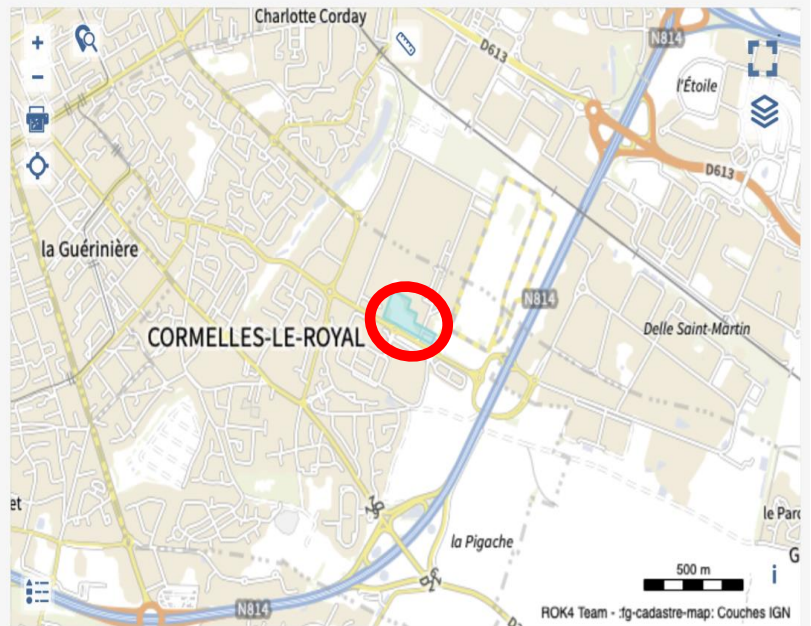 Charlotte Corday
D613
N814
l'Étoile
D613
la Guérinière
N814
Delle Saint-Martin
CORMELLES-LE-ROYAL
et
le Parc
la Pigache
G
500 m
i
N814
ROK4 Team - :fg-cadastre-map: Couches IGN